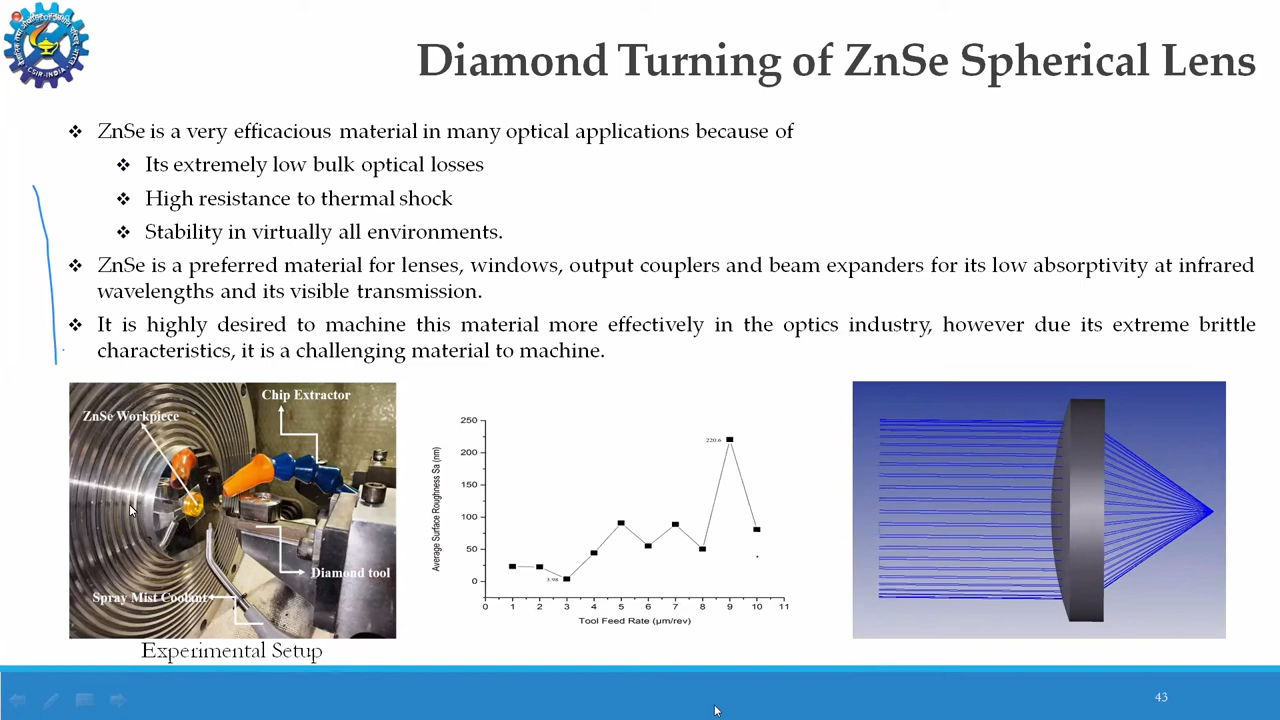 Diamond Turning of ZnSe Spherical Lens
❖ ZnSe is a very efficacious material in many optical applications because of
❖ Its extremely low bulk optical losses
❖ High resistance to thermal shock
❖ Stability in virtually all environments.
❖ ZnSe is a preferred material for lenses, windows, output couplers and beam expanders for its low absorptivity at infrared
wavelengths and its visible transmission.
❖ It is highly desired to machine this material more effectively in the optics industry, however due its extreme brittle
characteristics, it is a challenging material to machine.
Chip Extractor
ZnSe Workpiece
Diamond tool
Spray Mist Coolant
Experimental Setup
Average Surface Roughness Sa (nm)
250
200
150
100
50
0
220.6
3.98
0 1 2 3 4 5 6 7 8 9 10 11
Tool Feed Rate (μm/rev)
CSIR-INDIA
43